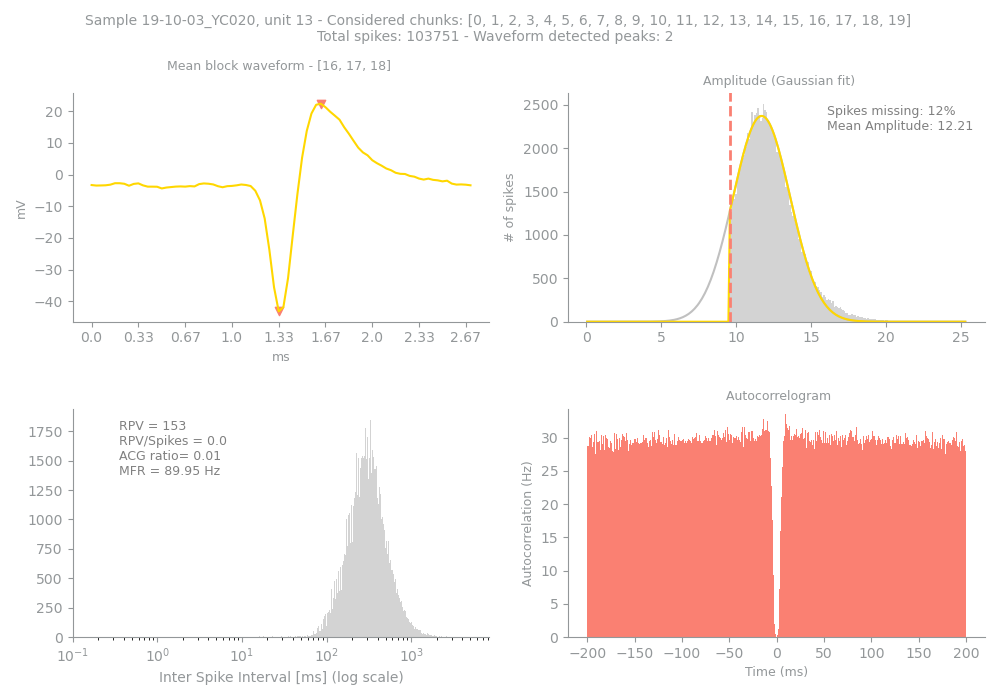 Sample 19-10-03_YC020, unit 13 - Considered chunks: [0, 1, 2, 3, 4, 5, 6, 7, 8, 9, 10, 11, 12, 13, 14, 15, 16, 17, 18, 19]
Total spikes: 103751 - Waveform detected peaks: 2
Mean block waveform - [16, 17, 18]
mV
20
10
0
−10
−20
−30
−40
0.0 0.33 0.67 1.0 1.33 1.67 2.0 2.33 2.67
ms
Amplitude (Gaussian fit)
Spikes missing: 12%
Mean Amplitude: 12.21
# of spikes
2500
2000
1500
1000
500
0
0 5 10 15 20 25
RPV = 153
RPV/Spikes = 0.0
ACG ratio= 0.01
MFR = 89.95 Hz
1750
1500
1250
1000
750
500
250
0
10⁻¹ 10⁰ 10¹ 10² 10³
Inter Spike Interval [ms] (log scale)
Autocorrelogram
Autocorrelation (Hz)
30
25
20
15
10
5
0
−200 −150 −100 −50 0 50 100 150 200
Time (ms)